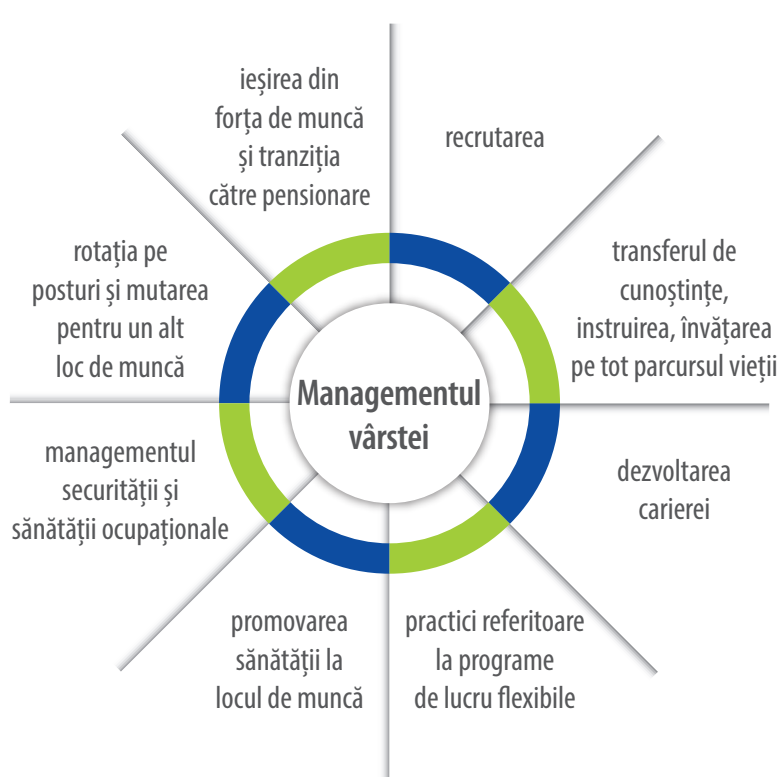 ieșirea din
forța de muncă
și tranziția
către pensionare
recrutarea
transferul de
cunoștințe,
instruirea, învățarea
pe tot parcursul vieții
dezvoltarea
carierei
practici referitoare
la programe
de lucru flexibile
promovarea
sănătății la
locul de muncă
managementul
securității și
sănătății ocupaționale
rotația pe
posturi și mutarea
pentru un alt
loc de muncă
Managementul
vârstei